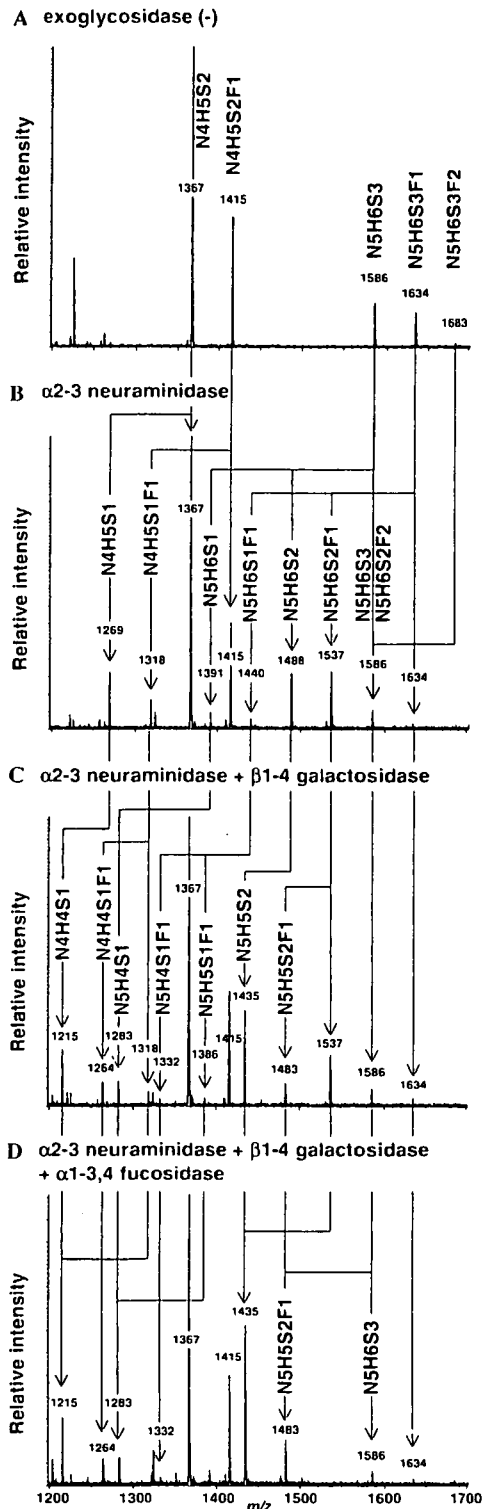 A exoglycosidase (-)
Relative intensity
N4H5S2
1367
N4H5S2F1
1415
N5H6S3
1586
N5H6S3F1
1634
N5H6S3F2
1683
B α2-3 neuraminidase
Relative intensity
N4H5S1
1269
N4H5S1F1
1318
1367
N5H6S1
1391
1415
N5H6S1F1
1440
N5H6S2
1488
N5H6S2F1
1537
N5H6S3
N5H6S2F2
1586
1634
C α2-3 neuraminidase + β1-4 galactosidase
Relative intensity
N4H4S1
1215
N4H4S1F1
1264
N5H4S1
1283
1318
N5H4S1F1
1332
1367
N5H5S1F1
1386
1415
N5H5S2
1435
N5H5S2F1
1483
1537
1586
1634
D α2-3 neuraminidase + β1-4 galactosidase
+ α1-3,4 fucosidase
Relative intensity
1215
1264
1283
1332
1367
1415
1435
N5H5S2F1
1483
N5H6S3
1586
1634
1200 1300 1400 1500 1600 1700
m/z